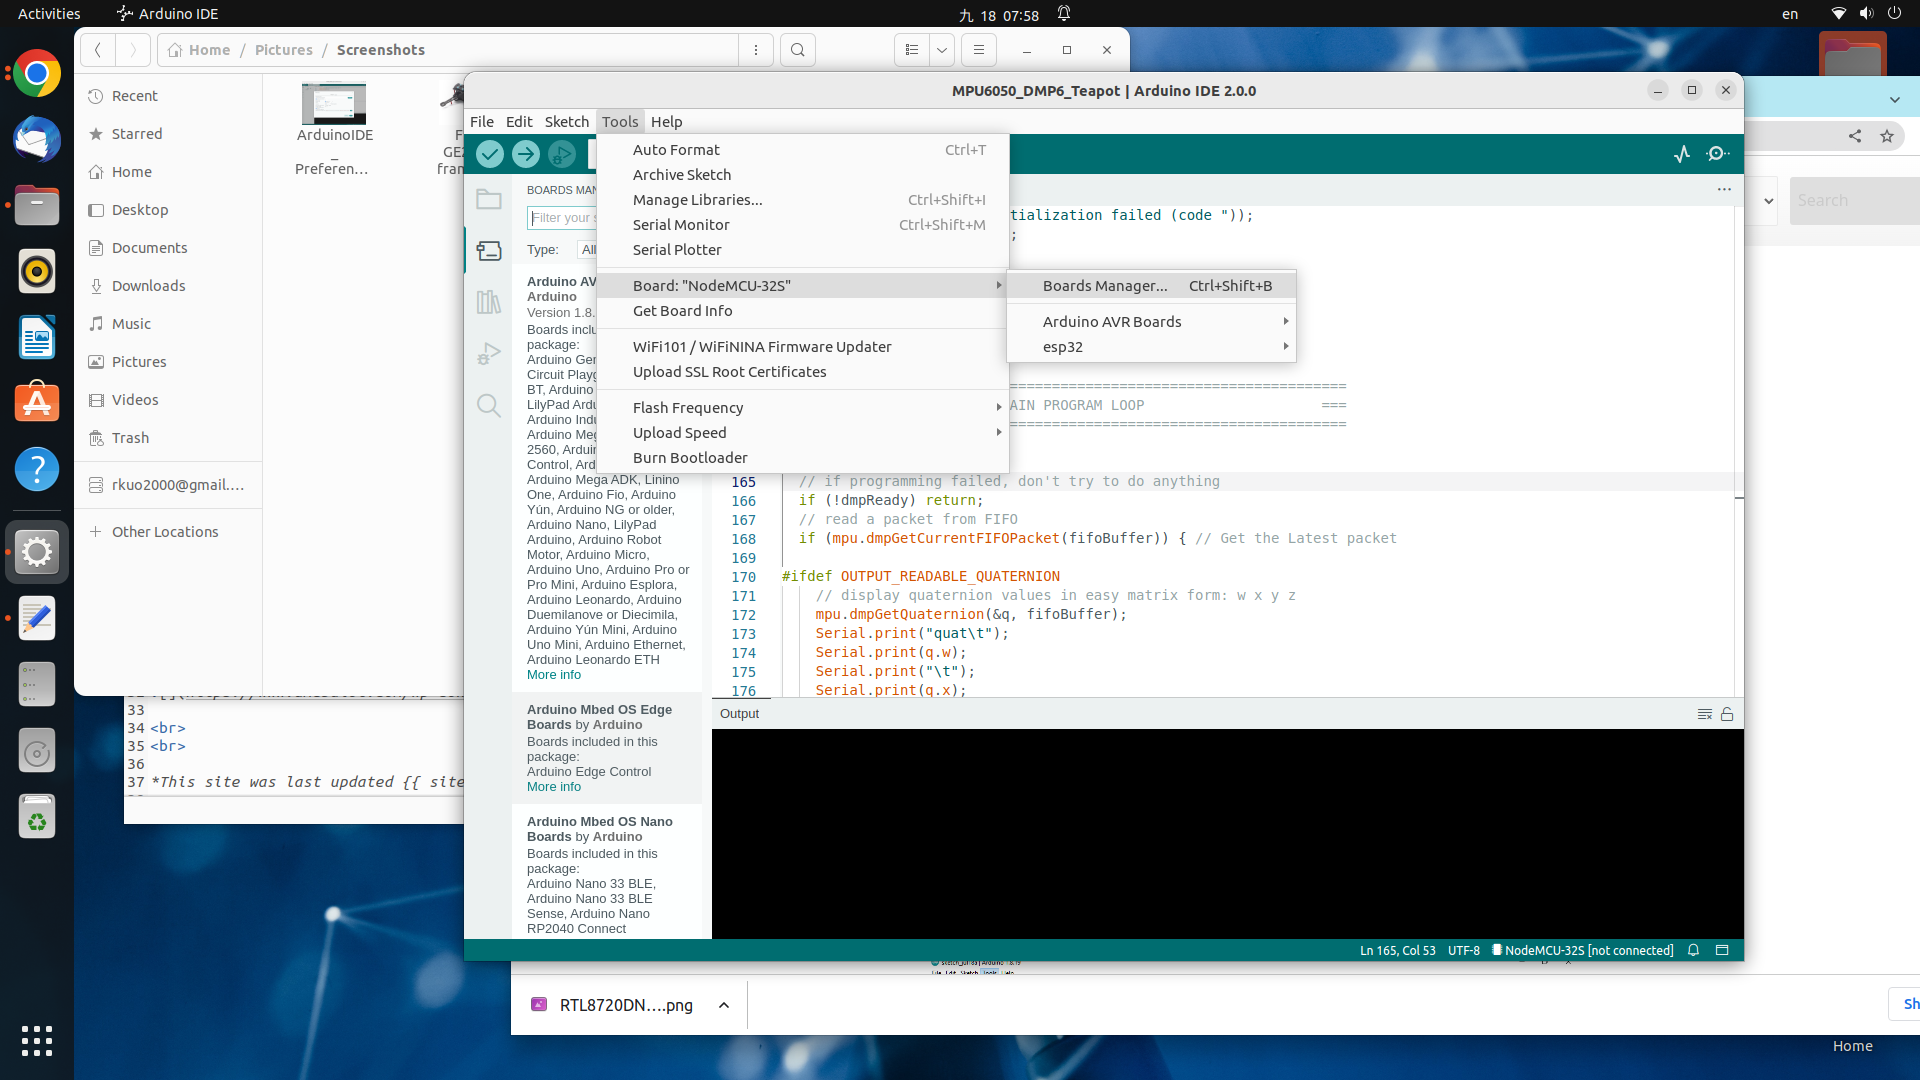 Activities
Arduino IDE
九 18 07:58
en
Home / Pictures / Screenshots
Recent
Starred
Home
Desktop
Documents
Downloads
Music
Pictures
Videos
Trash
rkuo2000@gmail....
Other Locations
ArduinoIDE
_
Preferen...
F
GE2
fran
33
34 <br>
35 <br>
36
37 *This site was last updated {{ site
MPU6050_DMP6_Teapot | Arduino IDE 2.0.0
File Edit Sketch Tools Help
Auto Format Ctrl+T
Archive Sketch
Manage Libraries... Ctrl+Shift+I
Serial Monitor Ctrl+Shift+M
Serial Plotter
Board: "NodeMCU-32S"
Get Board Info
WiFi101 / WiFiNINA Firmware Updater
Upload SSL Root Certificates
Flash Frequency
Upload Speed
Burn Bootloader
Boards Manager... Ctrl+Shift+B
Arduino AVR Boards
esp32
BOARDS MAN
Filter your s
Type: All
Arduino AV
Arduino
Version 1.8.
Boards inclu
package:
Arduino Gen
Circuit Playg
BT, Arduino
LilyPad Ardu
Arduino Indu
Arduino Meg
2560, Arduin
Control, Ard
Arduino Mega ADK, Linino
One, Arduino Fio, Arduino
Yún, Arduino NG or older,
Arduino Nano, LilyPad
Arduino, Arduino Robot
Motor, Arduino Micro,
Arduino Uno, Arduino Pro or
Pro Mini, Arduino Esplora,
Arduino Leonardo, Arduino
Duemilanove or Diecimila,
Arduino Yún Mini, Arduino
Uno Mini, Arduino Ethernet,
Arduino Leonardo ETH
More info
Arduino Mbed OS Edge
Boards by Arduino
Boards included in this
package:
Arduino Edge Control
More info
Arduino Mbed OS Nano
Boards by Arduino
Boards included in this
package:
Arduino Nano 33 BLE,
Arduino Nano 33 BLE
Sense, Arduino Nano
RP2040 Connect
tialization failed (code "));
;
========================================
AIN PROGRAM LOOP ===
========================================
165 // if programming failed, don't try to do anything
166 if (!dmpReady) return;
167 // read a packet from FIFO
168 if (mpu.dmpGetCurrentFIFOPacket(fifoBuffer)) { // Get the Latest packet
169
170 #ifdef OUTPUT_READABLE_QUATERNION
171 // display quaternion values in easy matrix form: w x y z
172 mpu.dmpGetQuaternion(&q, fifoBuffer);
173 Serial.print("quat\t");
174 Serial.print(q.w);
175 Serial.print("\t");
176 Serial.print(q.x);
Output
Ln 165, Col 53 UTF-8 NodeMCU-32S [not connected]
Search
RTL8720DN....png
Sh
Home